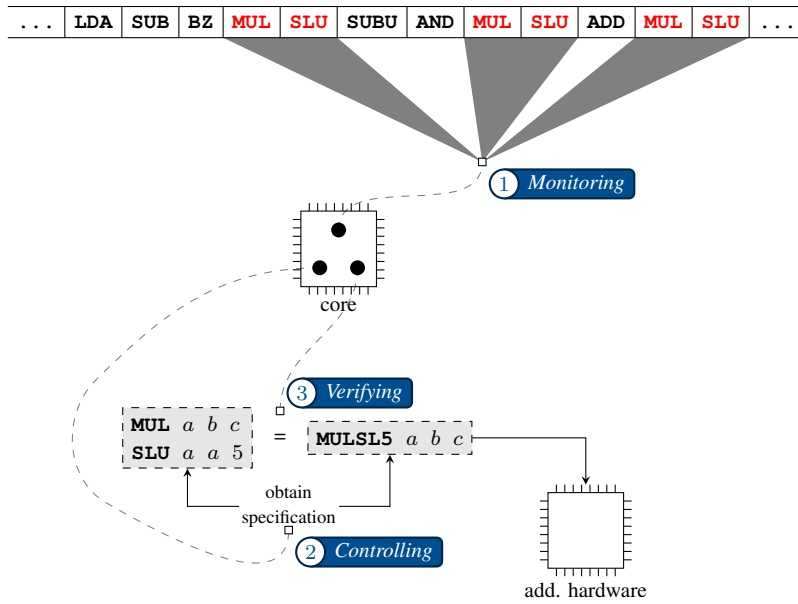 ... LDA SUB BZ MUL SLU SUBU AND MUL SLU ADD MUL SLU ...
1 Monitoring
core
3 Verifying
MUL a b c
SLU a a 5
=
MULSL5 a b c
obtain
specification
2 Controlling
add. hardware